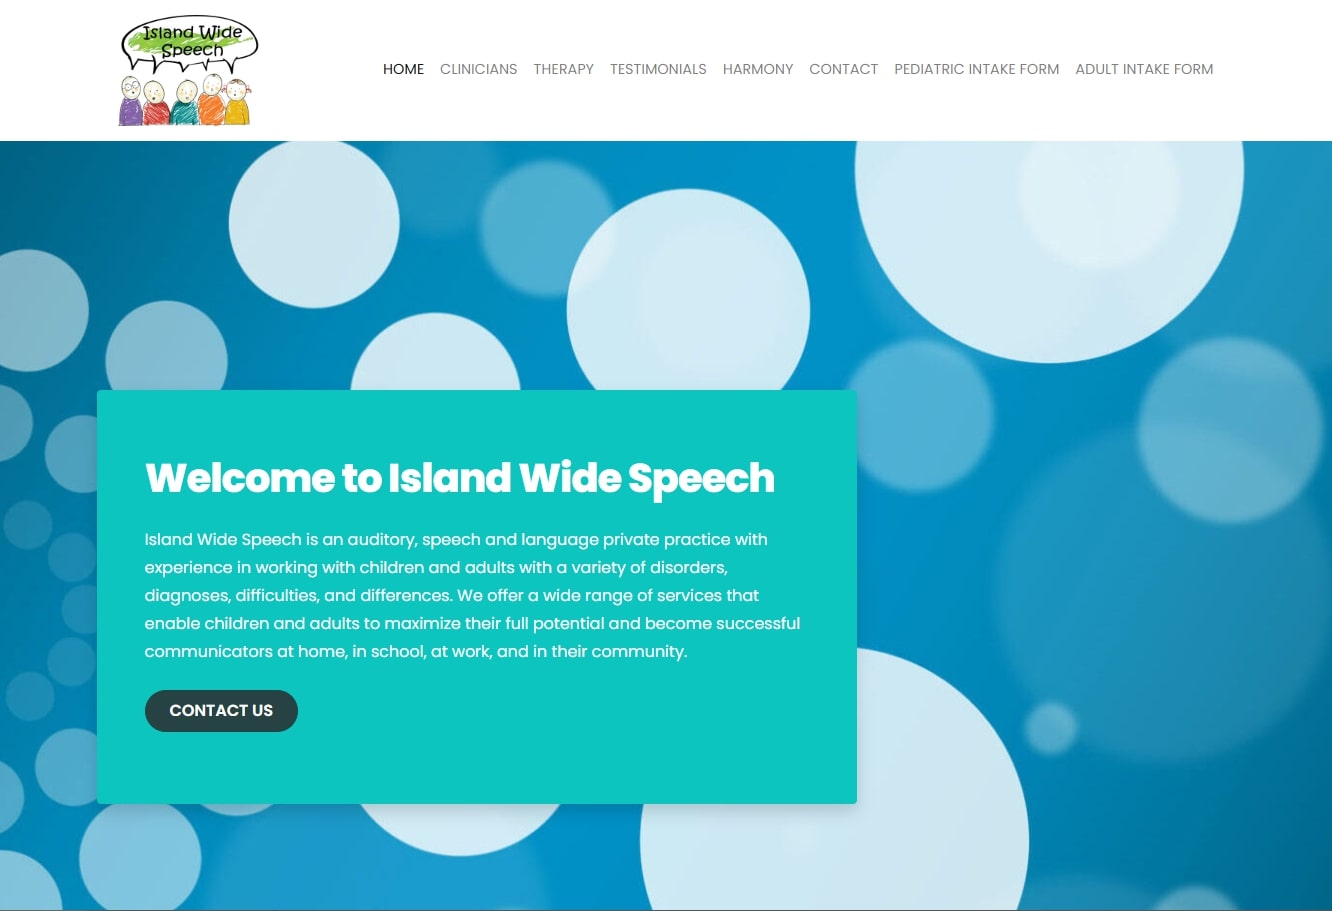 Island Wide
Speech
HOME CLINICIANS THERAPY TESTIMONIALS HARMONY CONTACT PEDIATRIC INTAKE FORM ADULT INTAKE FORM
Welcome to Island Wide Speech
Island Wide Speech is an auditory, speech and language private practice with
experience in working with children and adults with a variety of disorders,
diagnoses, difficulties, and differences. We offer a wide range of services that
enable children and adults to maximize their full potential and become successful
communicators at home, in school, at work, and in their community.
CONTACT US